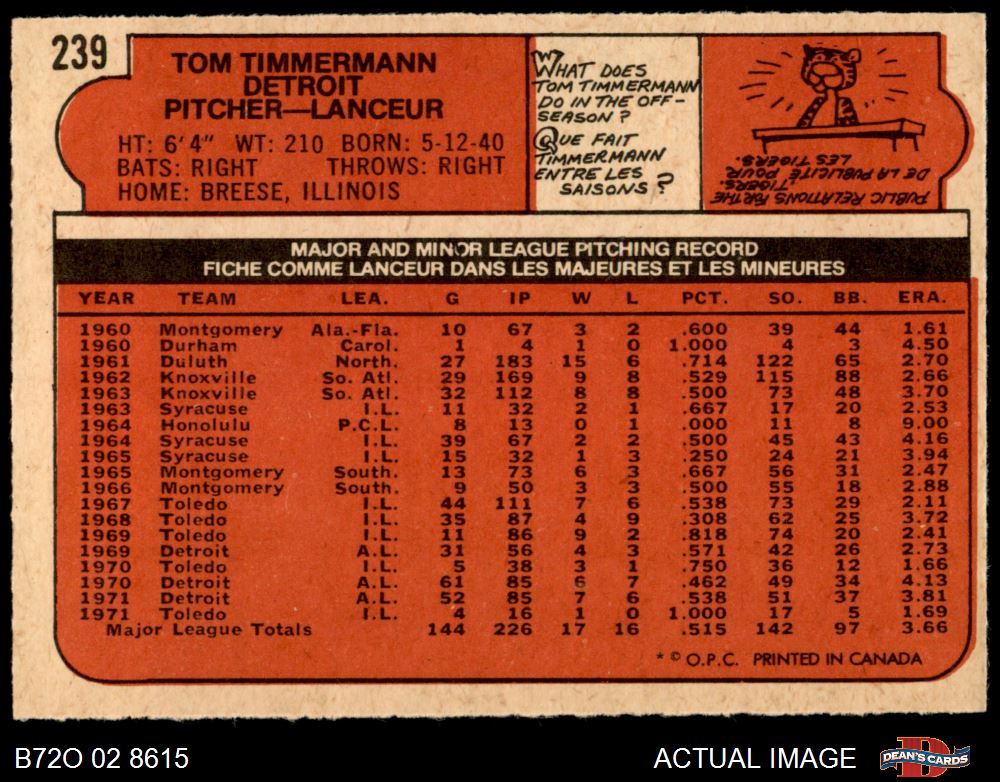 239
TOM TIMMERMANN
DETROIT
PITCHER—LANCEUR
HT: 6'4" WT: 210 BORN: 5-12-40
BATS: RIGHT THROWS: RIGHT
HOME: BREESE, ILLINOIS
WHAT DOES
TOM TIMMERMANN
DO IN THE OFF-
SEASON?
QUE FAIT
TIMMERMANN
ENTRE LES
SAISONS?
PUBLIC RELATIONS FOR THE
TIGERS.
DE LA PUBLICITÉ POUR
LES TIGERS.
MAJOR AND MINOR LEAGUE PITCHING RECORD
FICHE COMME LANCEUR DANS LES MAJEURES ET LES MINEURES
YEAR TEAM LEA. G IP W L PCT. SO. BB. ERA.
1960 Montgomery Ala.-Fla. 10 67 3 2 .600 39 44 1.61
1960 Durham Carol. 1 4 1 0 1.000 4 3 4.50
1961 Duluth North. 27 183 15 6 .714 122 65 2.70
1962 Knoxville So. Atl. 29 169 9 8 .529 115 88 2.66
1963 Knoxville So. Atl. 32 112 8 8 .500 73 48 3.70
1963 Syracuse I.L. 11 32 2 1 .667 17 20 2.53
1964 Honolulu P.C.L. 8 13 0 1 .000 11 8 9.00
1964 Syracuse I.L. 39 67 2 2 .500 45 43 4.16
1965 Syracuse I.L. 15 32 1 3 .250 24 21 3.94
1965 Montgomery South. 13 73 6 3 .667 56 31 2.47
1966 Montgomery South. 9 50 3 3 .500 55 18 2.88
1967 Toledo I.L. 44 111 7 6 .538 73 29 2.11
1968 Toledo I.L. 35 87 4 9 .308 62 25 3.72
1969 Toledo I.L. 11 86 9 2 .818 74 20 2.41
1969 Detroit A.L. 31 56 4 3 .571 42 26 2.73
1970 Toledo I.L. 5 38 3 1 .750 36 12 1.66
1970 Detroit A.L. 61 85 6 7 .462 49 34 4.13
1971 Detroit A.L. 52 85 7 6 .538 51 37 3.81
1971 Toledo I.L. 4 16 1 0 1.000 17 5 1.69
Major League Totals 144 226 17 16 .515 142 97 3.66
* © O.P.C. PRINTED IN CANADA
B72O 02 8615
ACTUAL IMAGE
DEAN'S CARDS